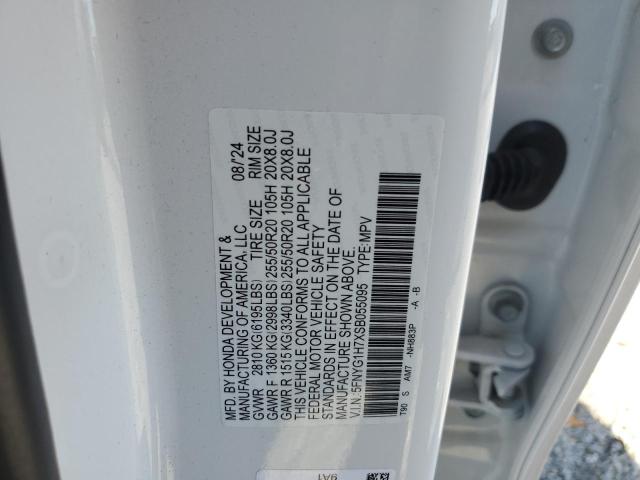 MFD. BY HONDA DEVELOPMENT &
MANUFACTURING OF AMERICA, LLC 08/'24
GVWR 2810 KG(6195LBS) TIRE SIZE RIM SIZE
GAWR F 1360 KG(2998LBS)255/50R20 105H 20X8.0J
GAWR R 1515 KG(3340LBS)255/50R20 105H 20X8.0J
THIS VEHICLE CONFORMS TO ALL APPLICABLE
FEDERAL MOTOR VEHICLE SAFETY
STANDARDS IN EFFECT ON THE DATE OF
MANUFACTURE SHOWN ABOVE.
V.I.N.:5FNYG1H7XSB055095 TYPE:MPV
T90 S AM7 -NH883P -A -B
9A1